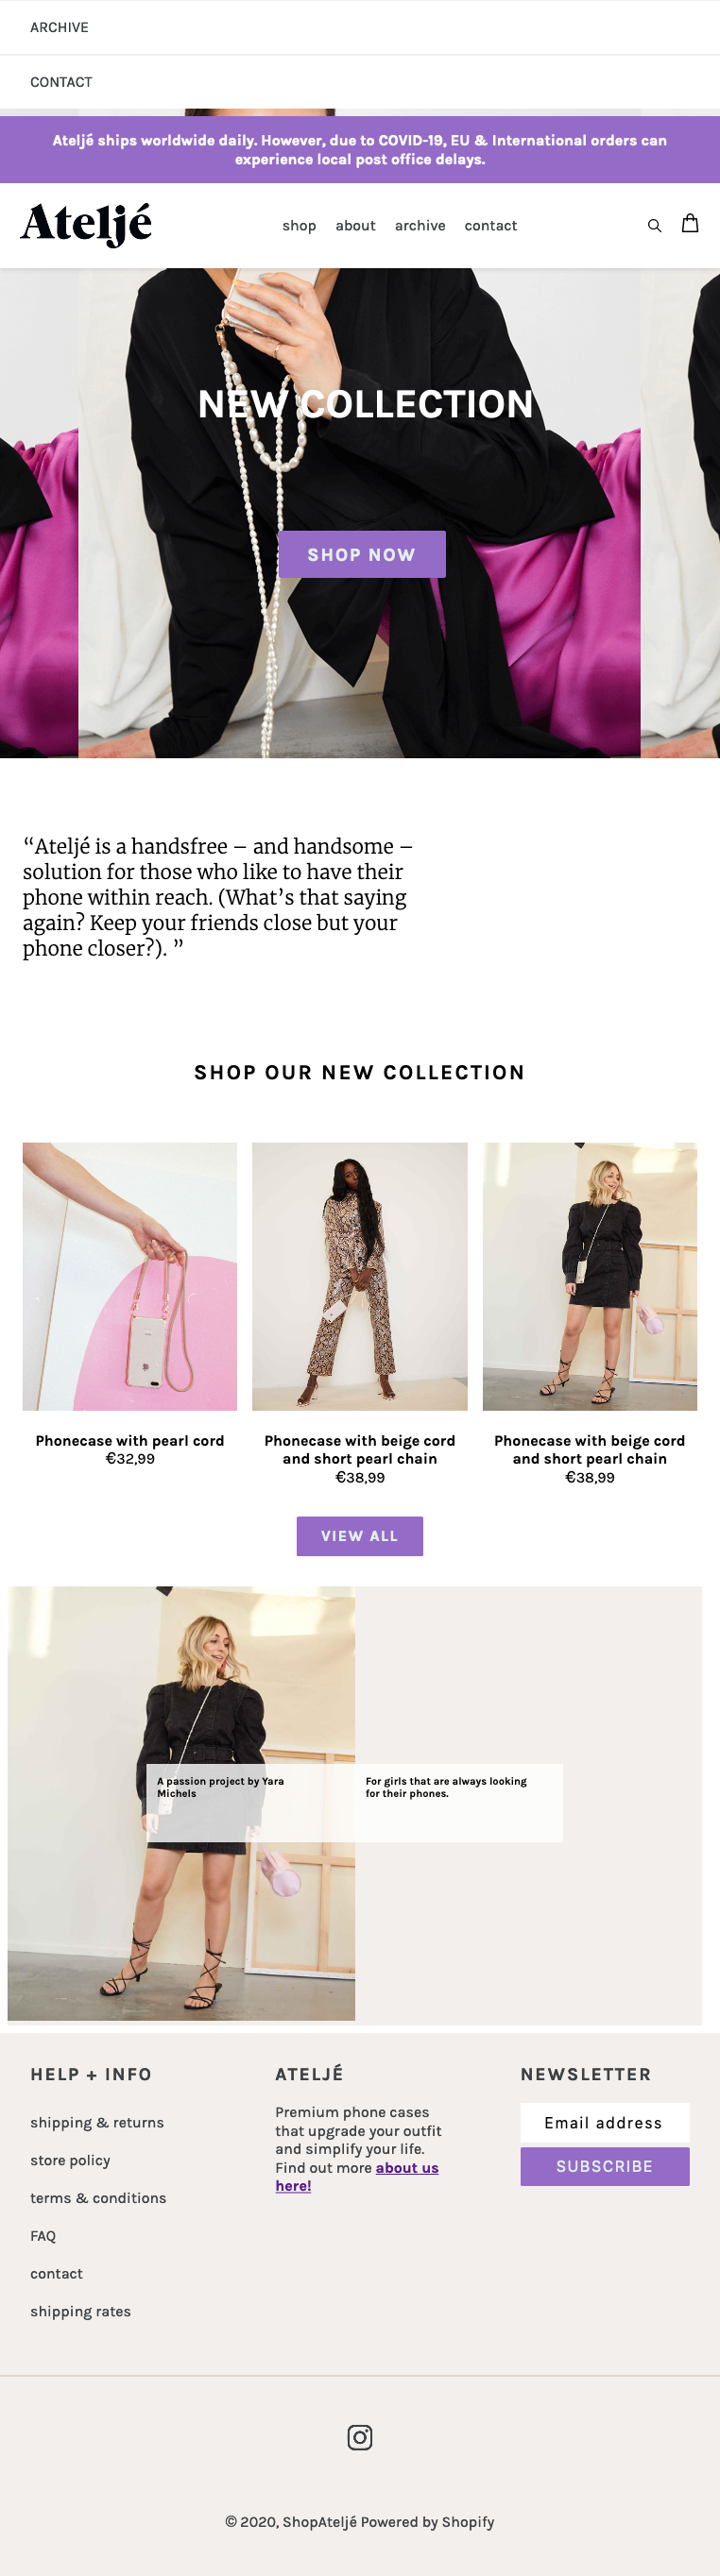 ARCHIVE
CONTACT
Ateljé ships worldwide daily. However, due to COVID-19, EU & International orders can
experience local post office delays.
Ateljé
shop about archive contact
NEW COLLECTION
SHOP NOW
“Ateljé is a handsfree – and handsome –
solution for those who like to have their
phone within reach. (What’s that saying
again? Keep your friends close but your
phone closer?). ”
SHOP OUR NEW COLLECTION
Phonecase with pearl cord
€32,99
Phonecase with beige cord
and short pearl chain
€38,99
Phonecase with beige cord
and short pearl chain
€38,99
VIEW ALL
A passion project by Yara
Michels
For girls that are always looking
for their phones.
HELP + INFO
shipping & returns
store policy
terms & conditions
FAQ
contact
shipping rates
ATELJÉ
Premium phone cases
that upgrade your outfit
and simplify your life.
Find out more about us
here!
NEWSLETTER
Email address
SUBSCRIBE
© 2020, ShopAteljé Powered by Shopify